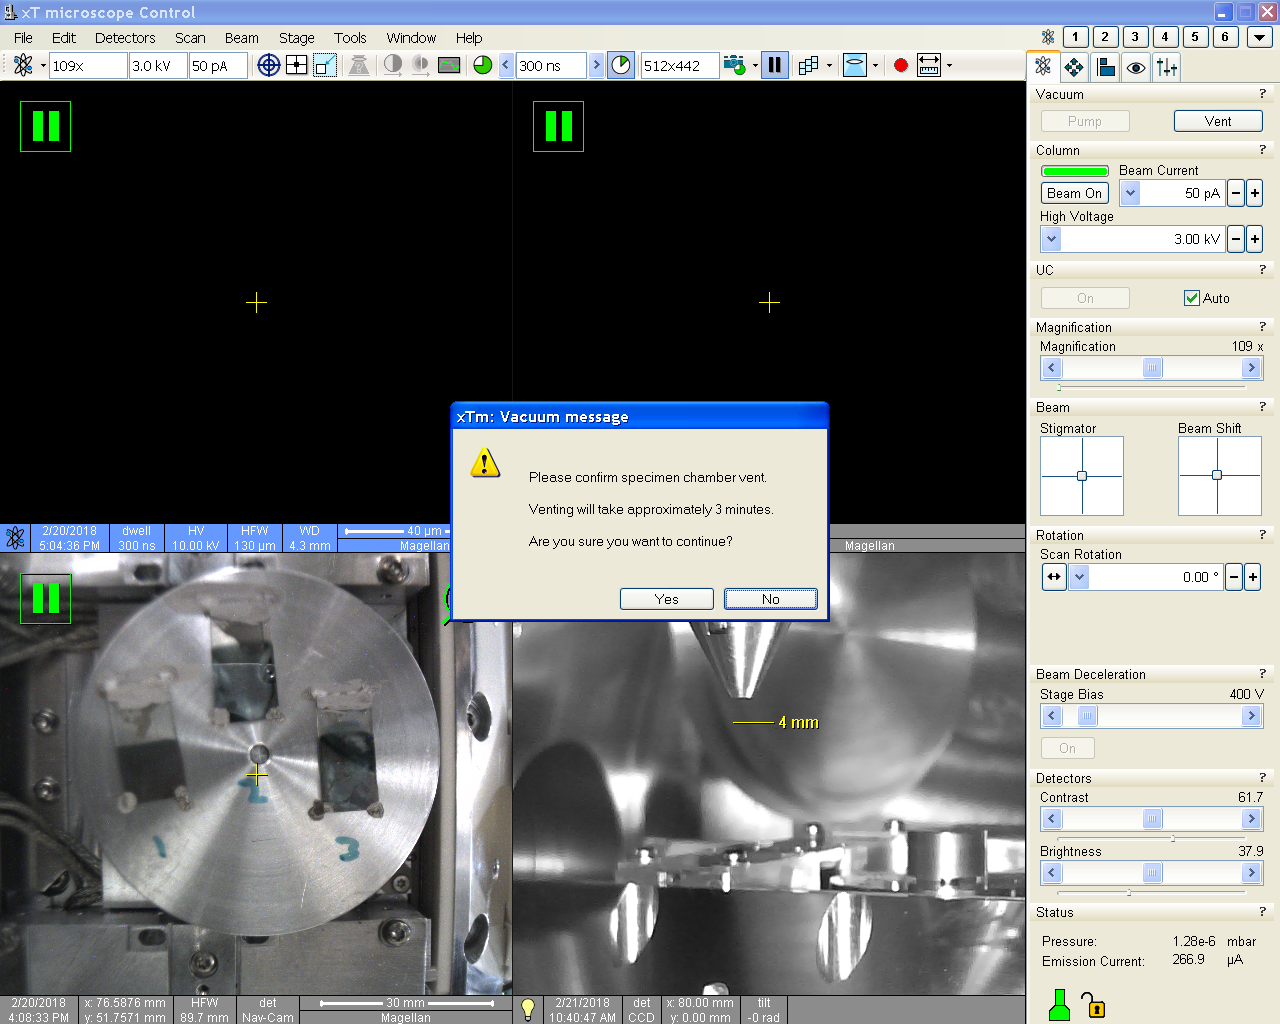 xT microscope Control
File Edit Detectors Scan Beam Stage Tools Window Help
1 2 3 4 5 6
109x 3.0 kV 50 pA 300 ns 512x442
Vacuum ?
Pump Vent
Column ?
Beam Current
Beam On 50 pA
High Voltage
3.00 kV
UC ?
On Auto
Magnification ?
Magnification 109 x
Beam ?
Stigmator Beam Shift
Rotation ?
Scan Rotation
0.00 °
Beam Deceleration ?
Stage Bias 400 V
On
Detectors ?
Contrast 61.7
Brightness 37.9
Status ?
Pressure: 1.28e-6 mbar
Emission Current: 266.9 µA
xTm: Vacuum message
Please confirm specimen chamber vent.
Venting will take approximately 3 minutes.
Are you sure you want to continue?
Yes No
2/20/2018 dwell HV HFW WD 40 µm
5:04:36 PM 300 ns 10.00 kV 130 µm 4.3 mm Magellan
Magellan
4 mm
1 2 3
2/20/2018 x: 76.5876 mm HFW det 30 mm
4:08:33 PM y: 51.7571 mm 89.7 mm Nav-Cam Magellan
2/21/2018 det x: 80.00 mm tilt
10:40:47 AM CCD y: 0.00 mm -0 rad